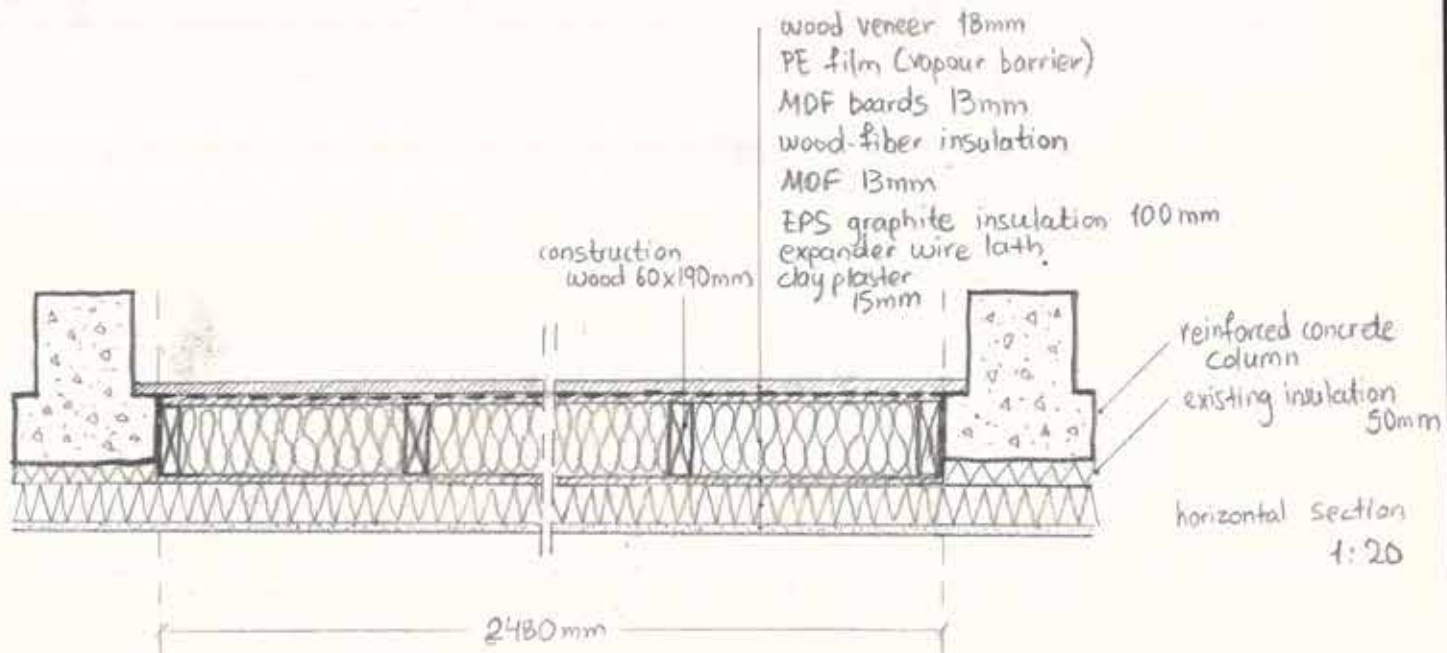 wood veneer 18mm
PE film (vapour barrier)
MDF boards 13mm
wood-fiber insulation
MDF 13mm
EPS graphite insulation 100mm
expander wire lath
clay plaster
15mm
construction
wood 60x190mm
reinforced concrete
column
existing insulation
50mm
horizontal section
1:20
2480mm